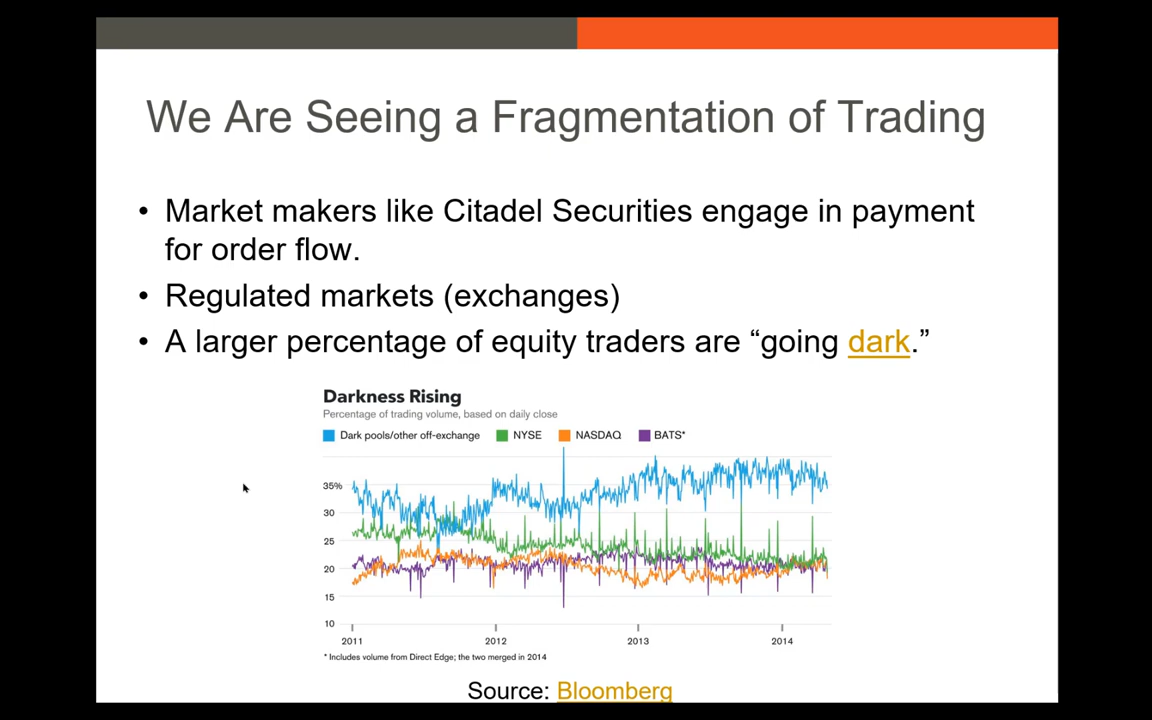 We Are Seeing a Fragmentation of Trading
• Market makers like Citadel Securities engage in payment
for order flow.
• Regulated markets (exchanges)
• A larger percentage of equity traders are “going dark.”
Darkness Rising
Percentage of trading volume, based on daily close
Dark pools/other off-exchange NYSE NASDAQ BATS*
35%
30
25
20
15
10
2011 2012 2013 2014
* Includes volume from Direct Edge; the two merged in 2014
Source: Bloomberg